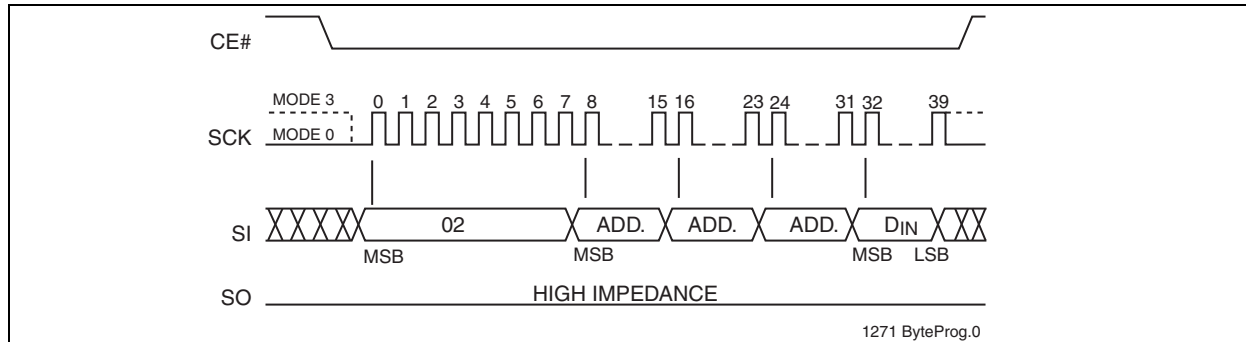 CE#
MODE 3
0 1 2 3 4 5 6 7 8 15 16 23 24 31 32 39
SCK
MODE 0
SI
02 ADD. ADD. ADD. DIN
MSB MSB MSB LSB
SO
HIGH IMPEDANCE
1271 ByteProg.0